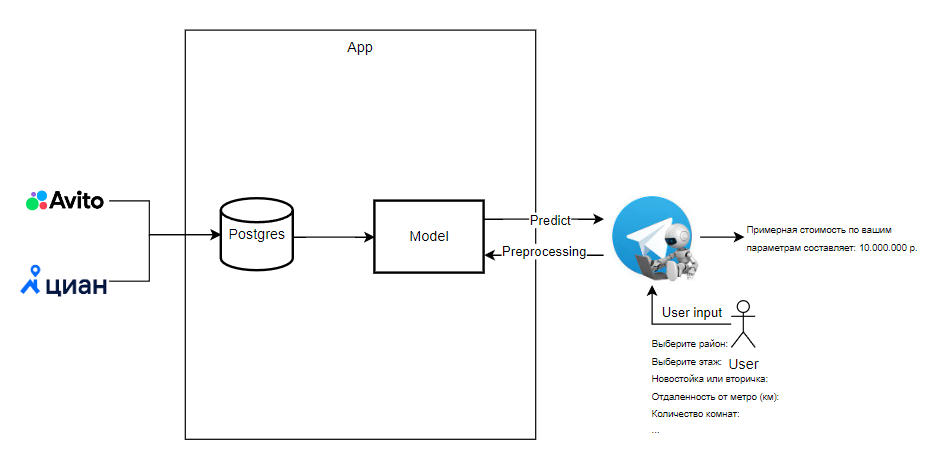 App
Avito
циан
Postgres
Model
Predict
Preprocessing
Примерная стоимость по вашим
параметрам составляет: 10.000.000 р.
User input
User
Выберите район:
Выберите этаж:
Новостойка или вторичка:
Отдаленность от метро (км):
Количество комнат:
...